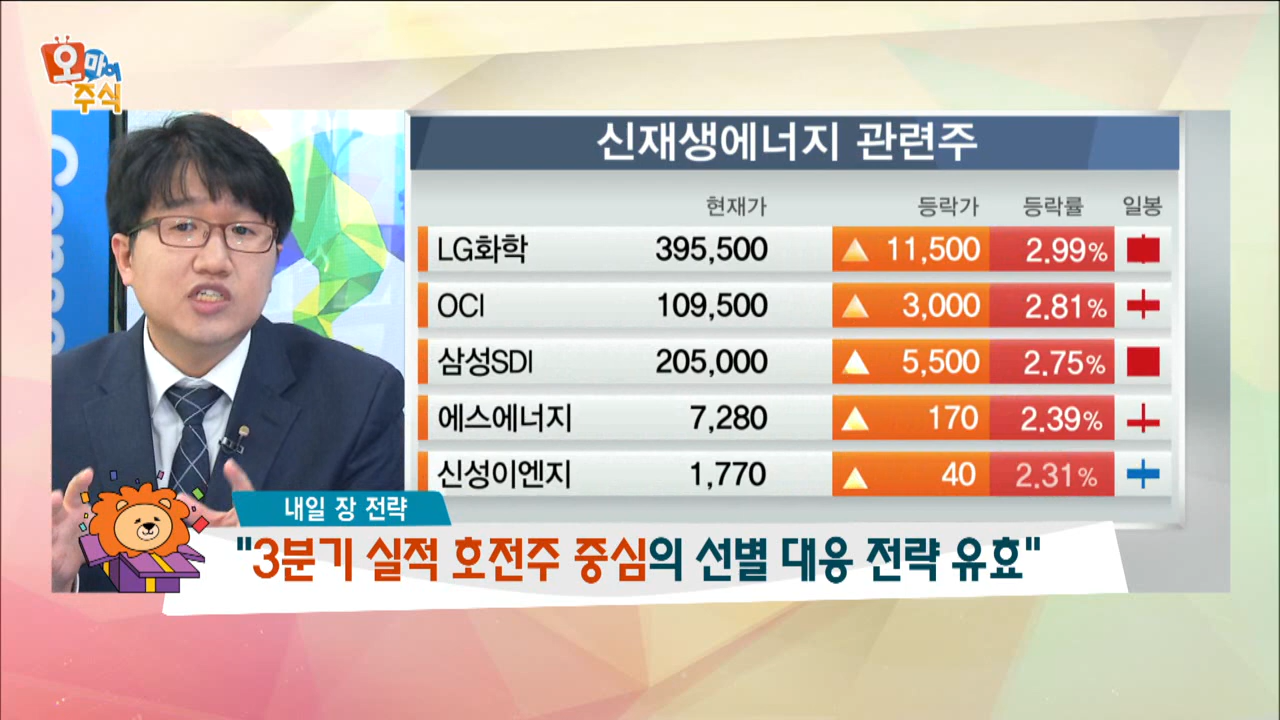 오마이
주식
신재생에너지 관련주
현재가 등락가 등락률 일봉
LG화학 395,500 ▲ 11,500 2.99%
OCI 109,500 ▲ 3,000 2.81%
삼성SDI 205,000 ▲ 5,500 2.75%
에스에너지 7,280 ▲ 170 2.39%
신성이엔지 1,770 ▲ 40 2.31%
내일 장 전략
"3분기 실적 호전주 중심의 선별 대응 전략 유효"